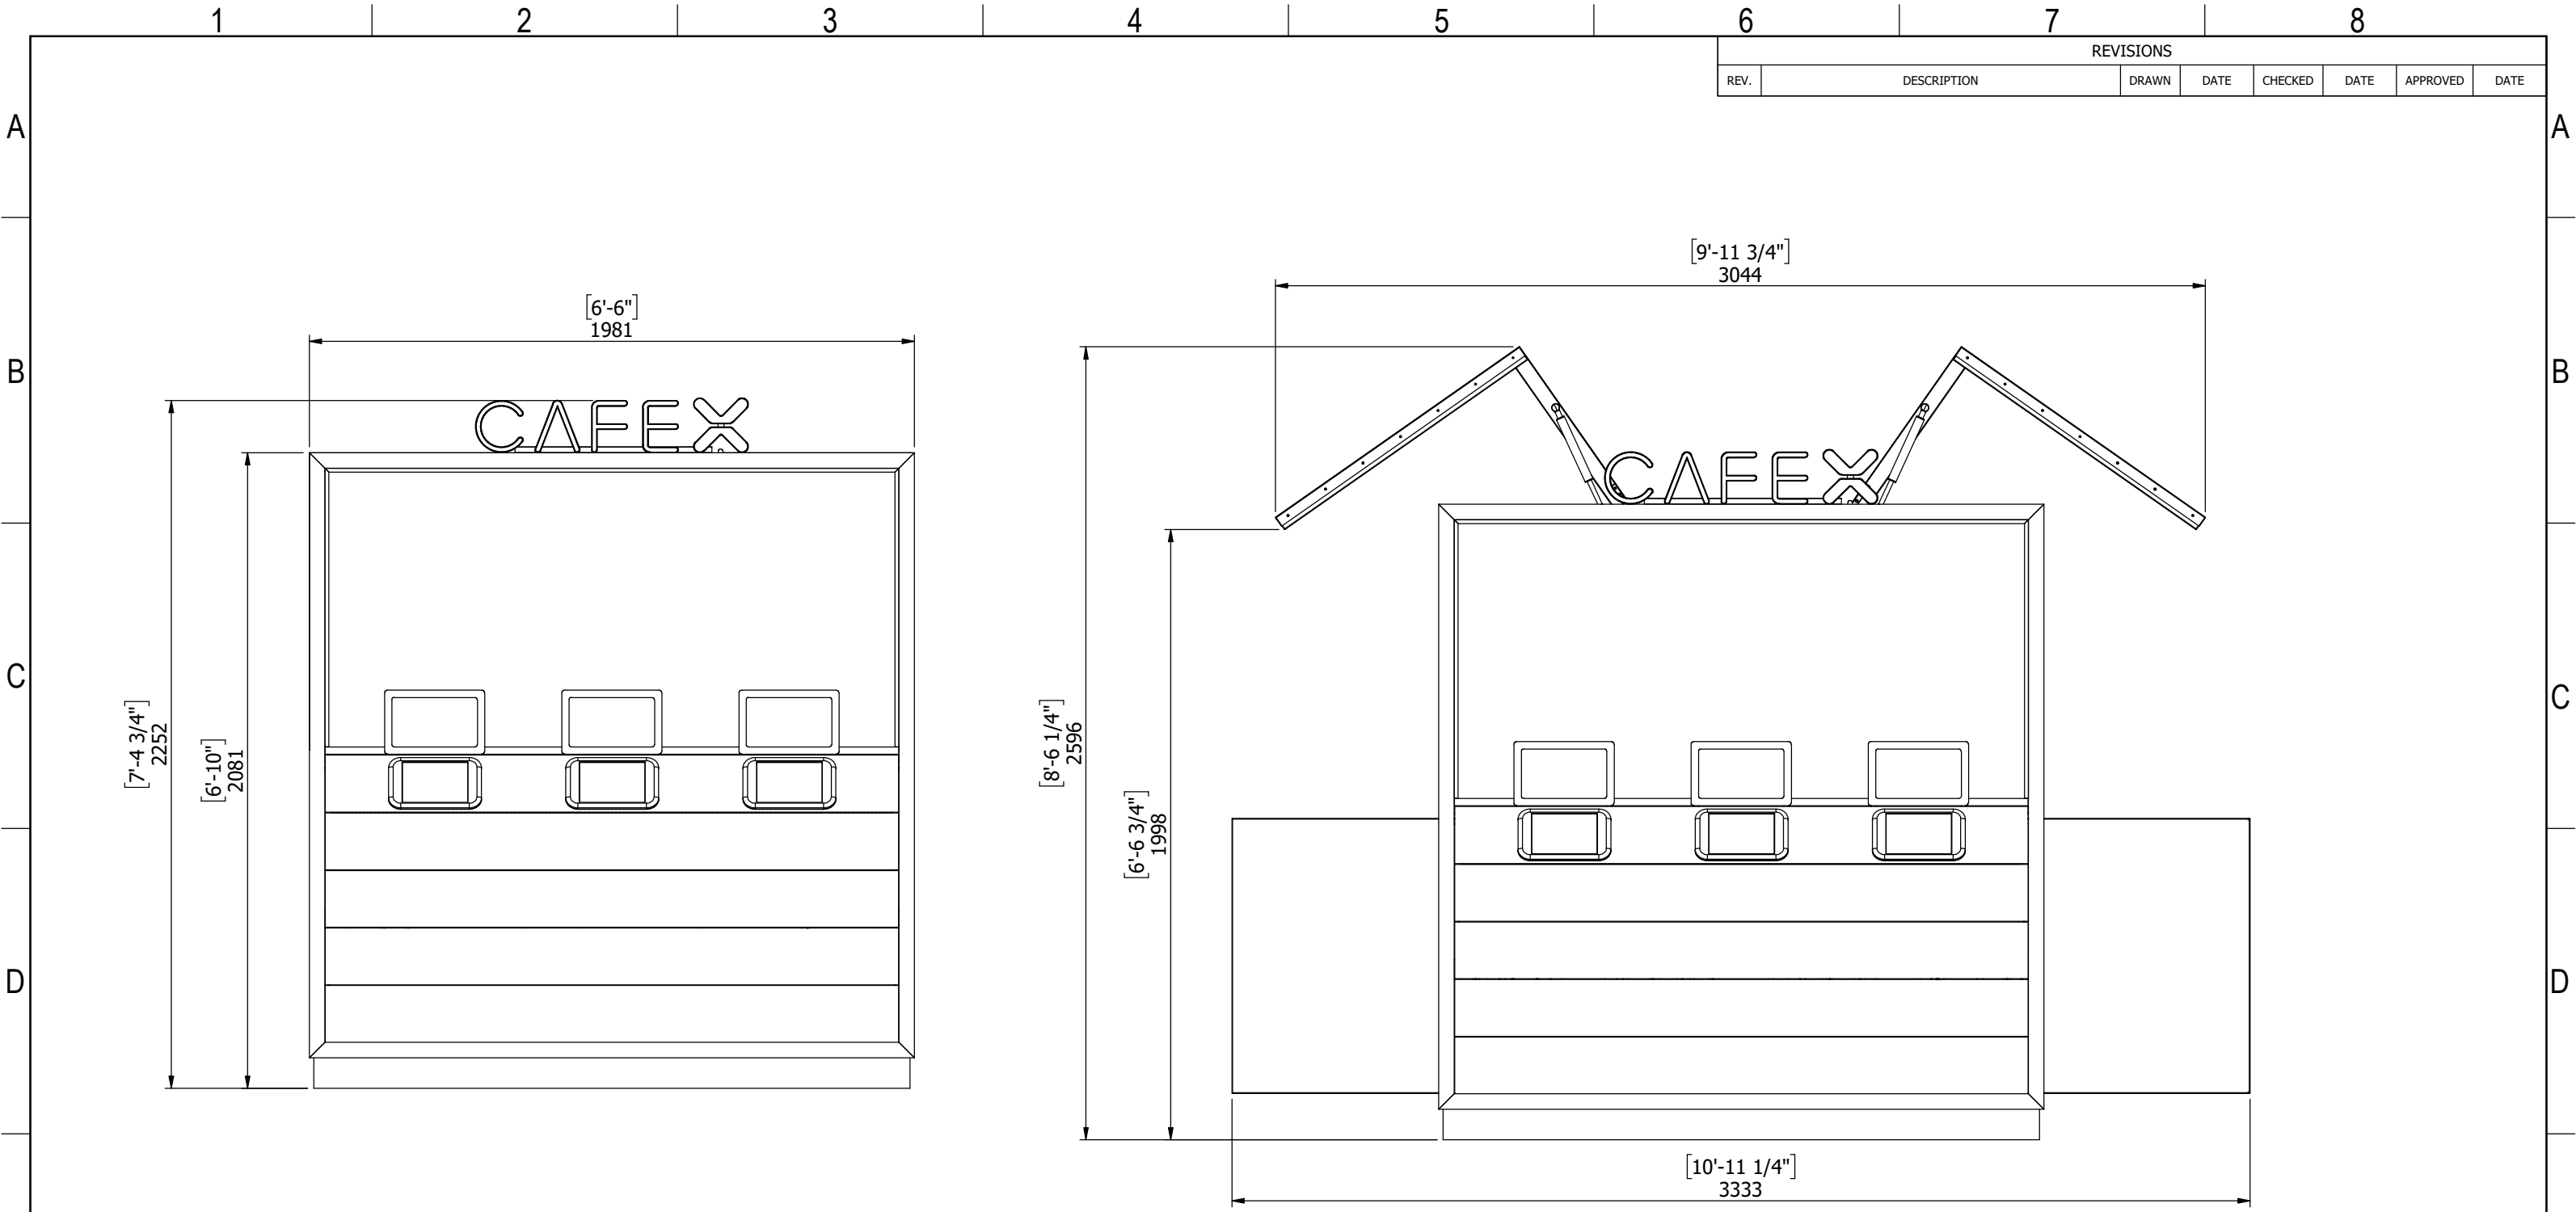 1 2 3 4 5 6 7 8
REVISIONS
REV. DESCRIPTION DRAWN DATE CHECKED DATE APPROVED DATE
A A
B B
C C
D D
[6'-6"]
1981
CAFE X
[7'-4 3/4"]
2252
[6'-10"]
2081
[9'-11 3/4"]
3044
CAFE X
[8'-6 1/4"]
2596
[6'-6 3/4"]
1998
[10'-11 1/4"]
3333